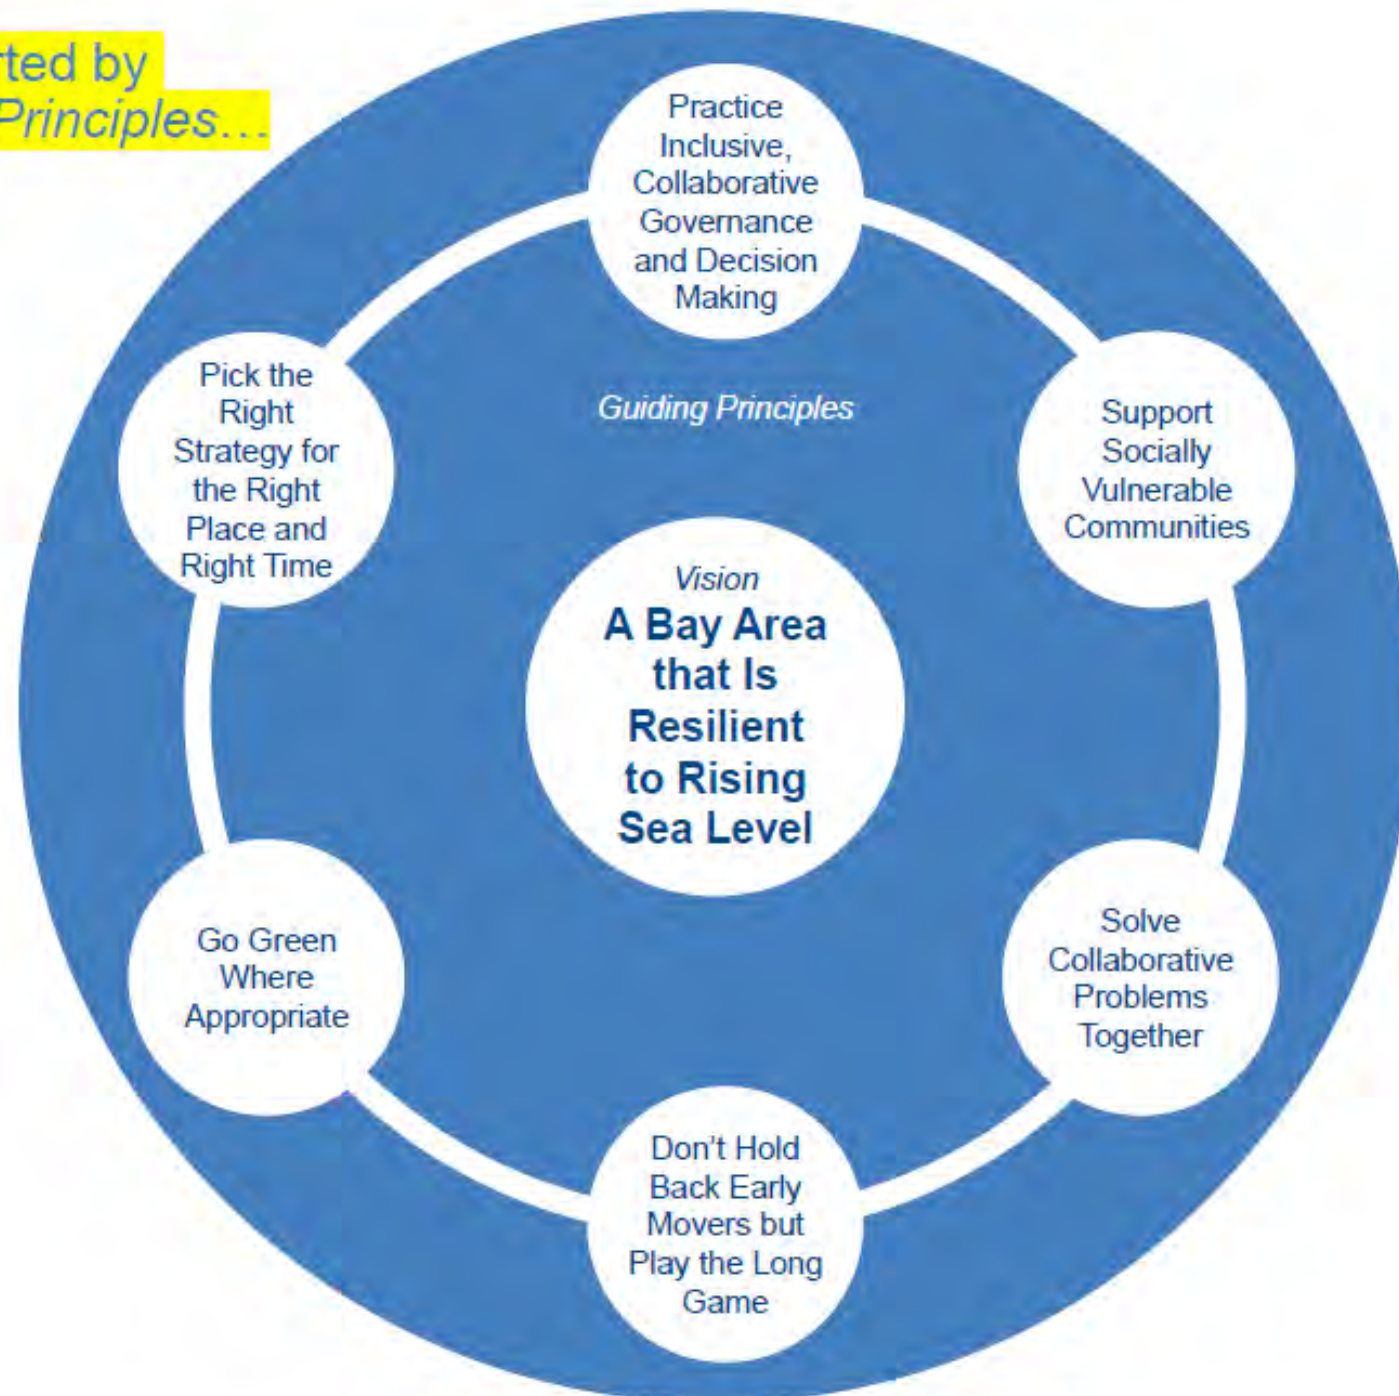 rted by
Principles...
Practice
Inclusive,
Collaborative
Governance
and Decision
Making
Guiding Principles
Support
Socially
Vulnerable
Communities
Solve
Collaborative
Problems
Together
Don't Hold
Back Early
Movers but
Play the Long
Game
Go Green
Where
Appropriate
Pick the
Right
Strategy for
the Right
Place and
Right Time
Vision
A Bay Area
that Is
Resilient
to Rising
Sea Level